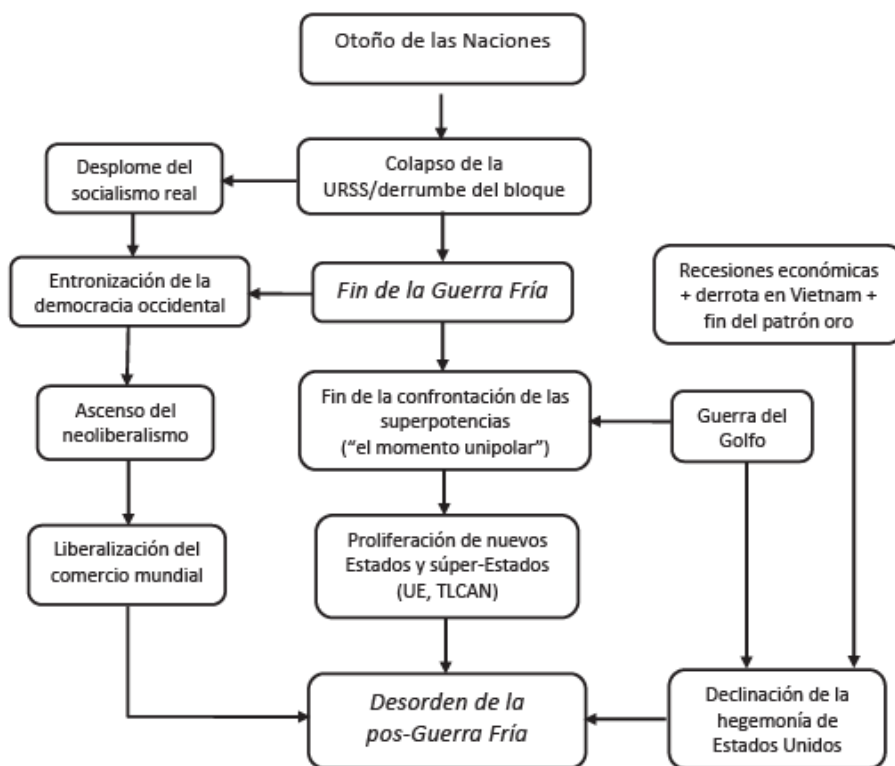 Otoño de las Naciones
Desplome del
socialismo real
Colapso de la
URSS/derrumbe del bloque
Entronización de la
democracia occidental
Fin de la Guerra Fría
Recesiones económicas
+ derrota en Vietnam +
fin del patrón oro
Ascenso del
neoliberalismo
Fin de la confrontación de las
superpotencias
(“el momento unipolar”)
Guerra del
Golfo
Liberalización del
comercio mundial
Proliferación de nuevos
Estados y súper-Estados
(UE, TLCAN)
Desorden de la
pos-Guerra Fría
Declinación de la
hegemonía de
Estados Unidos